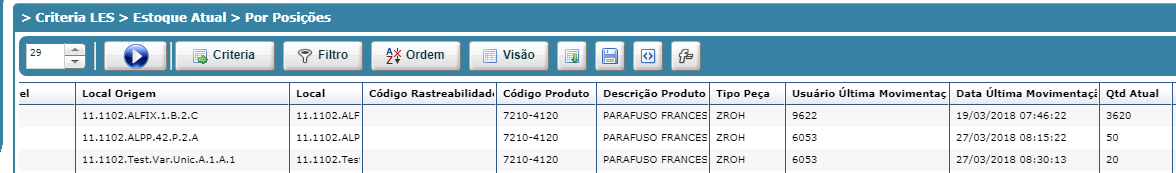 > Criteria LES > Estoque Atual > Por Posições
29 Criteria Filtro Ordem Visão
el Local Origem Local Código Rastreabilidade Código Produto Descrição Produto Tipo Peça Usuário Última Movimentaç Data Última Movimentaçã Qtd Atual
11.1102.ALFIX.1.B.2.C 11.1102.ALF 7210-4120 PARAFUSO FRANCES ZROH 9622 19/03/2018 07:46:22 3620
11.1102.ALPP.42.P.2.A 11.1102.ALP 7210-4120 PARAFUSO FRANCES ZROH 6053 27/03/2018 08:15:22 50
11.1102.Test.Var.Unic.A.1.A.1 11.1102.Tes 7210-4120 PARAFUSO FRANCES ZROH 6053 27/03/2018 08:30:13 20